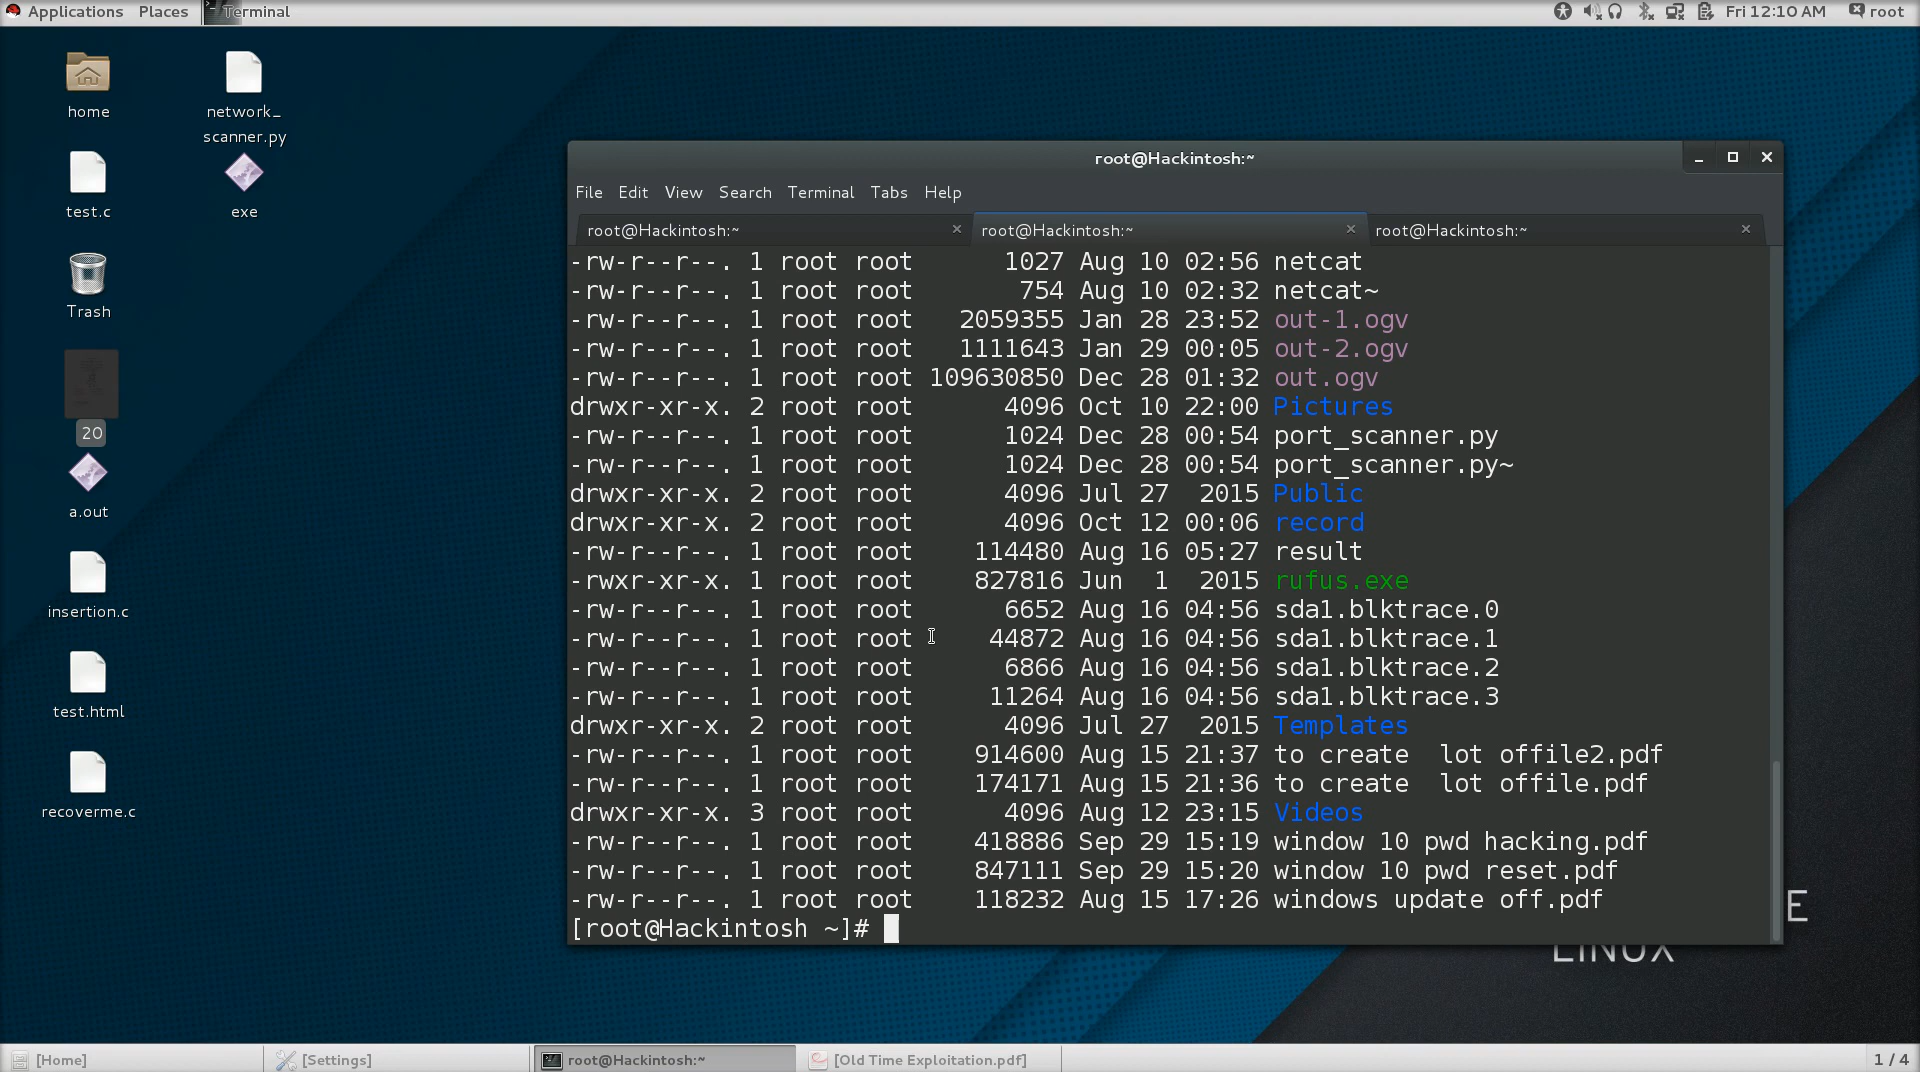 Applications Places Terminal Fri 12:10 AM root
home
network_
scanner.py
test.c
exe
Trash
20
a.out
insertion.c
test.html
recoverme.c
root@Hackintosh:~
File Edit View Search Terminal Tabs Help
root@Hackintosh:~ root@Hackintosh:~ root@Hackintosh:~
-rw-r--r--. 1 root root 1027 Aug 10 02:56 netcat
-rw-r--r--. 1 root root 754 Aug 10 02:32 netcat~
-rw-r--r--. 1 root root 2059355 Jan 28 23:52 out-1.ogv
-rw-r--r--. 1 root root 1111643 Jan 29 00:05 out-2.ogv
-rw-r--r--. 1 root root 109630850 Dec 28 01:32 out.ogv
drwxr-xr-x. 2 root root 4096 Oct 10 22:00 Pictures
-rw-r--r--. 1 root root 1024 Dec 28 00:54 port_scanner.py
-rw-r--r--. 1 root root 1024 Dec 28 00:54 port_scanner.py~
drwxr-xr-x. 2 root root 4096 Jul 27 2015 Public
drwxr-xr-x. 2 root root 4096 Oct 12 00:06 record
-rw-r--r--. 1 root root 114480 Aug 16 05:27 result
-rwxr-xr-x. 1 root root 827816 Jun 1 2015 rufus.exe
-rw-r--r--. 1 root root 6652 Aug 16 04:56 sda1.blktrace.0
-rw-r--r--. 1 root root 44872 Aug 16 04:56 sda1.blktrace.1
-rw-r--r--. 1 root root 6866 Aug 16 04:56 sda1.blktrace.2
-rw-r--r--. 1 root root 11264 Aug 16 04:56 sda1.blktrace.3
drwxr-xr-x. 2 root root 4096 Jul 27 2015 Templates
-rw-r--r--. 1 root root 914600 Aug 15 21:37 to create  lot offile2.pdf
-rw-r--r--. 1 root root 174171 Aug 15 21:36 to create  lot offile.pdf
drwxr-xr-x. 3 root root 4096 Aug 12 23:15 Videos
-rw-r--r--. 1 root root 418886 Sep 29 15:19 window 10 pwd hacking.pdf
-rw-r--r--. 1 root root 847111 Sep 29 15:20 window 10 pwd reset.pdf
-rw-r--r--. 1 root root 118232 Aug 15 17:26 windows update off.pdf
[root@Hackintosh ~]#
LINUX
[Home] [Settings] root@Hackintosh:~ [Old Time Exploitation.pdf] 1 / 4